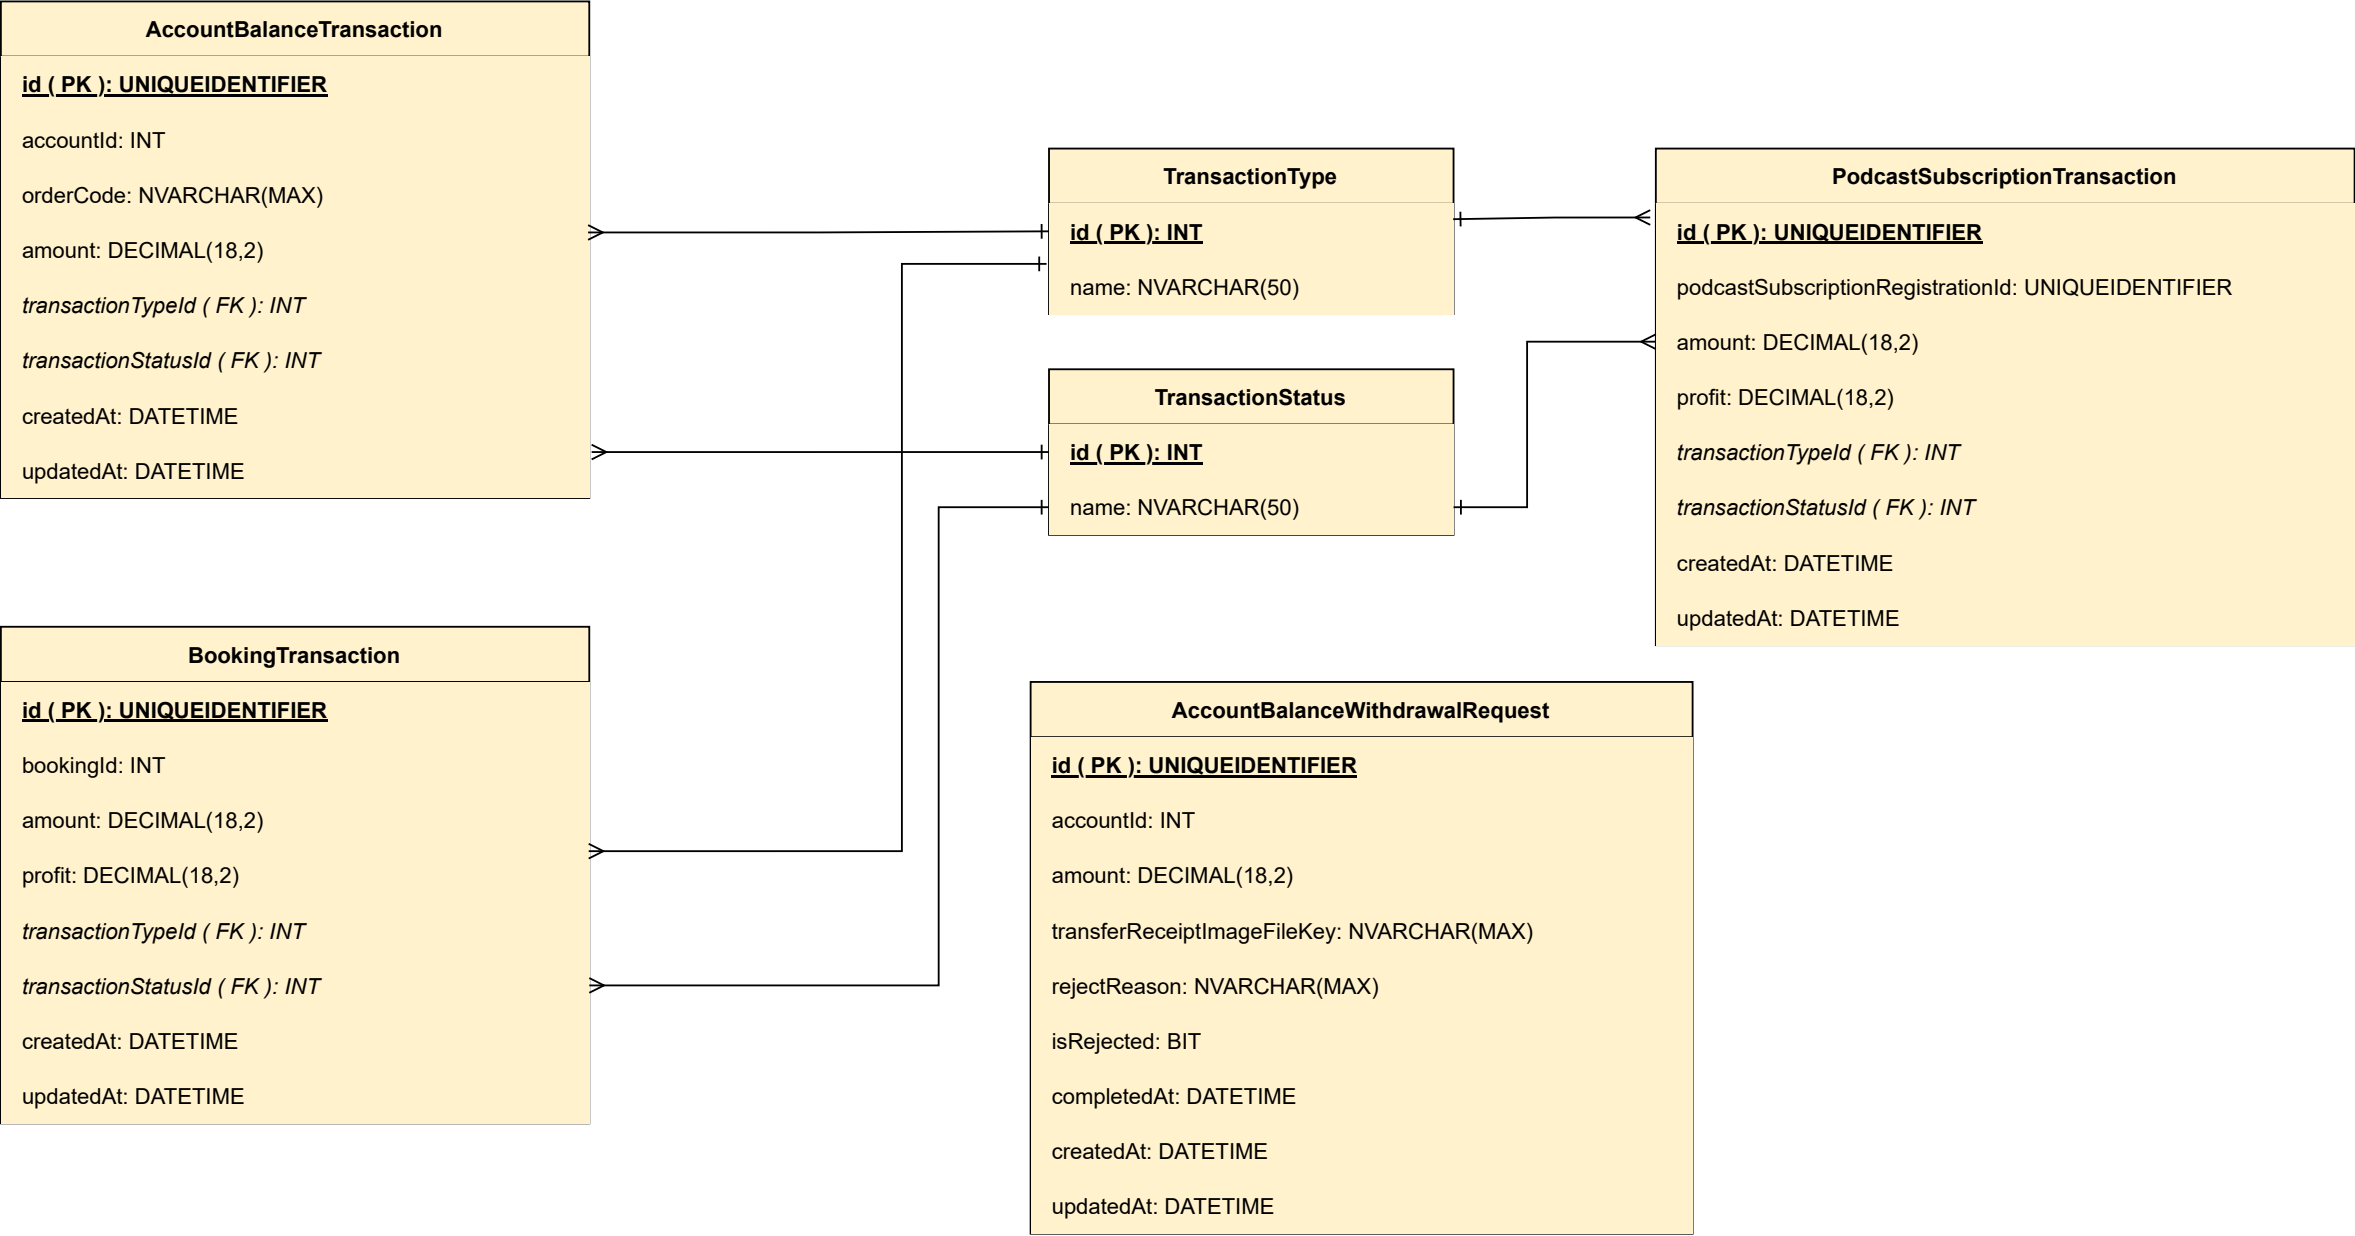 AccountBalanceTransaction
id ( PK ): UNIQUEIDENTIFIER
accountId: INT
orderCode: NVARCHAR(MAX)
amount: DECIMAL(18,2)
transactionTypeId ( FK ): INT
transactionStatusId ( FK ): INT
createdAt: DATETIME
updatedAt: DATETIME
TransactionType
id ( PK ): INT
name: NVARCHAR(50)
TransactionStatus
id ( PK ): INT
name: NVARCHAR(50)
PodcastSubscriptionTransaction
id ( PK ): UNIQUEIDENTIFIER
podcastSubscriptionRegistrationId: UNIQUEIDENTIFIER
amount: DECIMAL(18,2)
profit: DECIMAL(18,2)
transactionTypeId ( FK ): INT
transactionStatusId ( FK ): INT
createdAt: DATETIME
updatedAt: DATETIME
BookingTransaction
id ( PK ): UNIQUEIDENTIFIER
bookingId: INT
amount: DECIMAL(18,2)
profit: DECIMAL(18,2)
transactionTypeId ( FK ): INT
transactionStatusId ( FK ): INT
createdAt: DATETIME
updatedAt: DATETIME
AccountBalanceWithdrawalRequest
id ( PK ): UNIQUEIDENTIFIER
accountId: INT
amount: DECIMAL(18,2)
transferReceiptImageFileKey: NVARCHAR(MAX)
rejectReason: NVARCHAR(MAX)
isRejected: BIT
completedAt: DATETIME
createdAt: DATETIME
updatedAt: DATETIME